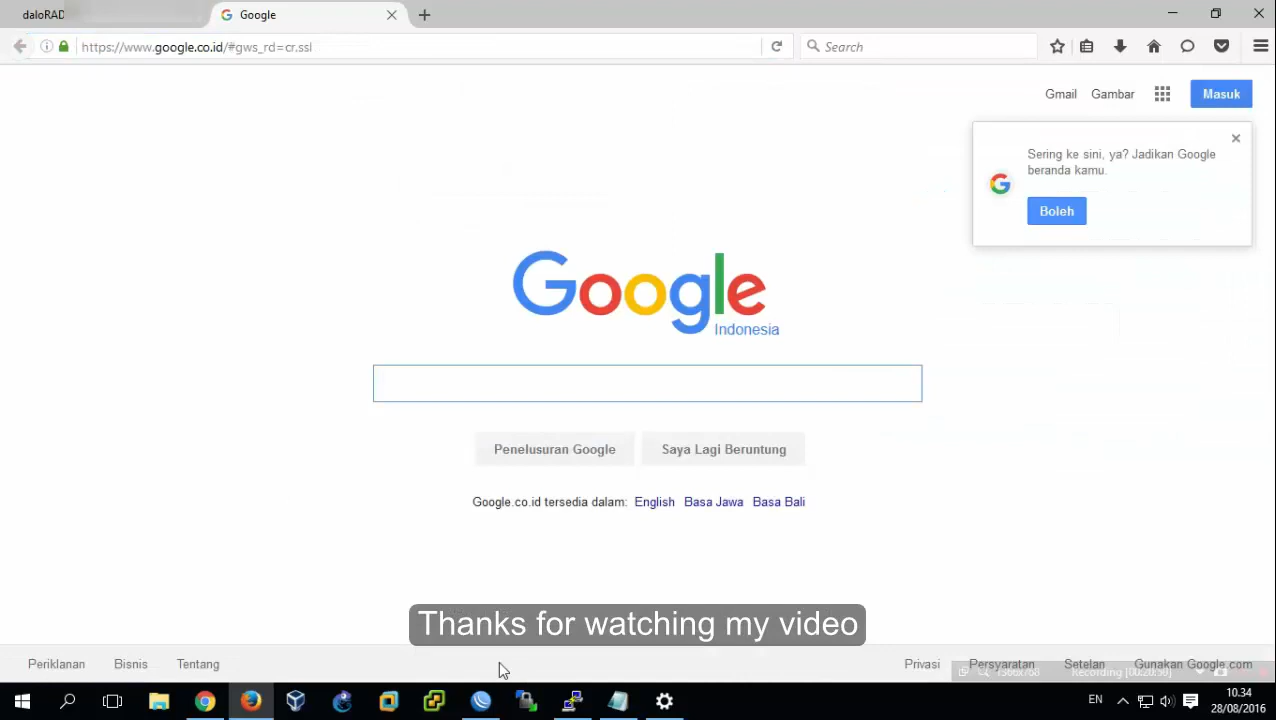 daloRAD
Google
https://www.google.co.id/#gws_rd=cr.ssl
Search
Gmail Gambar Masuk
Sering ke sini, ya? Jadikan Google
beranda kamu.
Boleh
Google
Indonesia
Penelusuran Google Saya Lagi Beruntung
Google.co.id tersedia dalam: English Basa Jawa Basa Bali
Thanks for watching my video
Periklanan Bisnis Tentang
Privasi Persyaratan Setelan Gunakan Google.com
1366x768 Recording
EN
10.34
28/08/2016